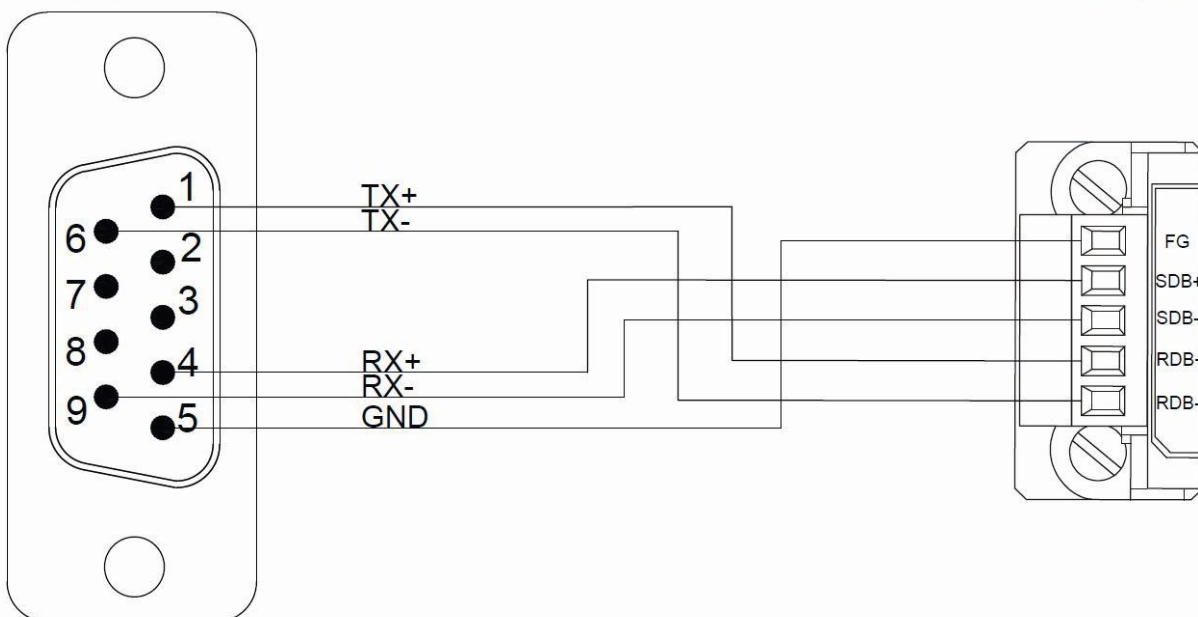 1
6
2
7
3
8
4
9
5
TX+
TX-
RX+
RX-
GND
FG
SDB+
SDB-
RDB-
RDB-